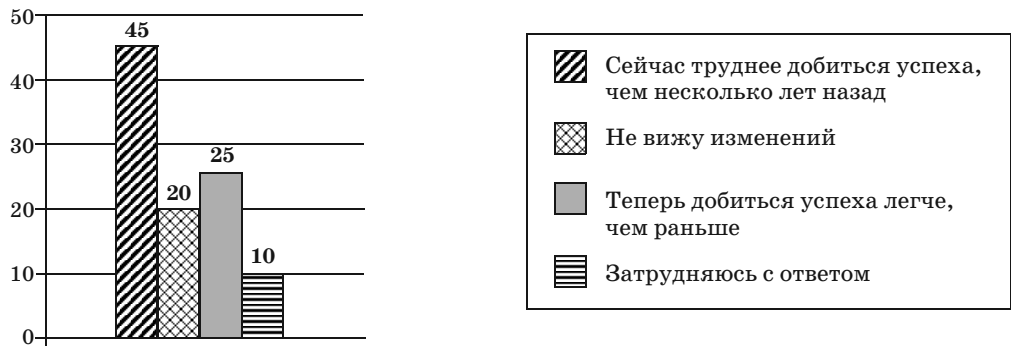 50
40
30
20
10
0
45
20
25
10
Сейчас труднее добиться успеха,
чем несколько лет назад
Не вижу изменений
Теперь добиться успеха легче,
чем раньше
Затрудняюсь с ответом